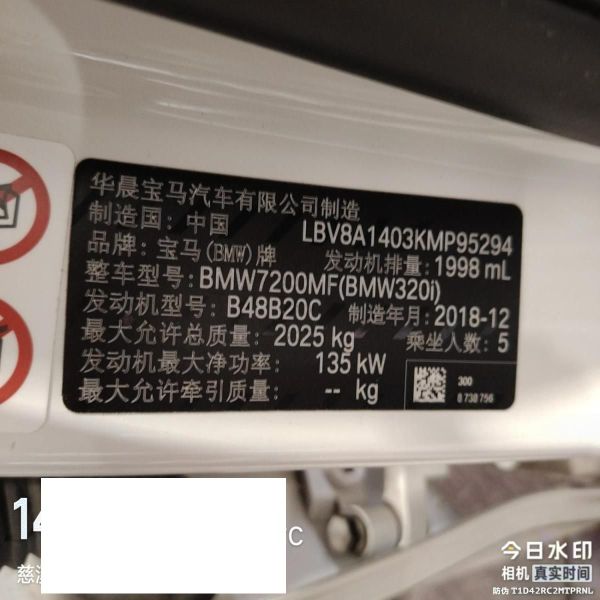 华晨宝马汽车有限公司制造
制造国：中国 LBV8A1403KMP95294
品牌：宝马(BMW)牌 发动机排量：1998 mL
整车型号：BMW7200MF(BMW320i)
发动机型号：B48B20C 制造年月：2018-12
最大允许总质量：2025 kg 乘坐人数：5
发动机最大净功率：135 kW
最大允许牵引质量：-- kg
300
8 738 756
14
C
慈溪
今日水印
相机 真实时间
防伪 T1D42RC2MTPRNL